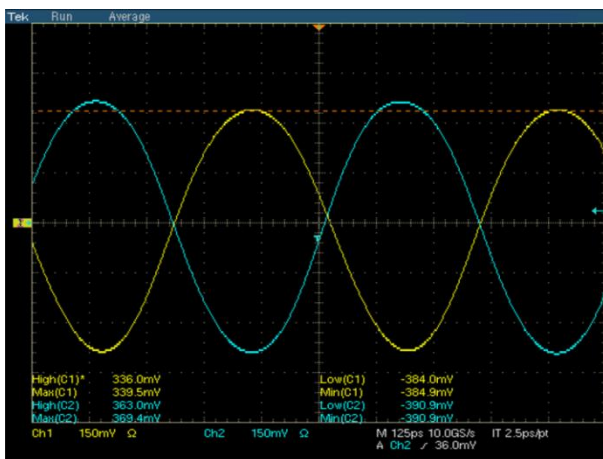 Tek Run Average
High(C1)* 336.0mV Low(C1) -384.0mV
Max(C1) 339.5mV Min(C1) -384.9mV
High(C2) 363.0mV Low(C2) -390.9mV
Max(C2) 369.4mV Min(C2) -390.9mV
Ch1 150mV Ω Ch2 150mV Ω M 125ps 10.0GS/s IT 2.5ps/pt
A Ch2 ⁄ 36.0mV